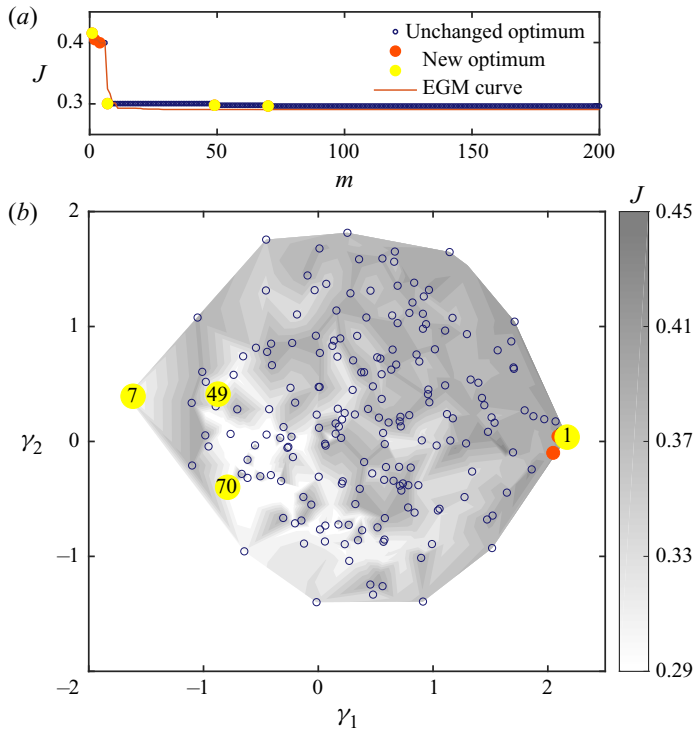 (a)
0.4
J
0.3
Unchanged optimum
New optimum
EGM curve
0 50 100 150 200
m
(b)
J
2
1
γ2
0
−1
−2
7
49
70
1
−2 −1 0 1 2
γ1
0.45
0.41
0.37
0.33
0.29